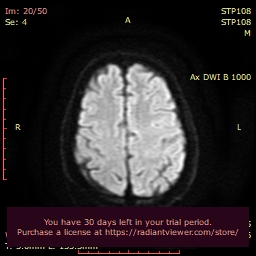 Im: 20/50
Se: 4
A
STP108
STP108
M
Ax DWI B 1000
R
L
You have 30 days left in your trial period.
Purchase a license at https://radiantviewer.com/store/